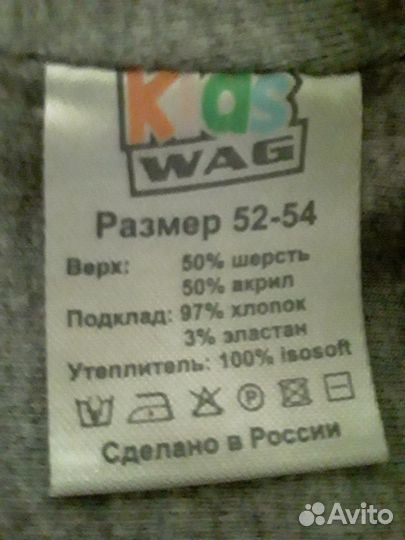 kids
WAG
Размер 52-54
Верх: 50% шерсть
50% акрил
Подклад: 97% хлопок
3% эластан
Утеплитель: 100% isosoft
P
Сделано в России
Avito